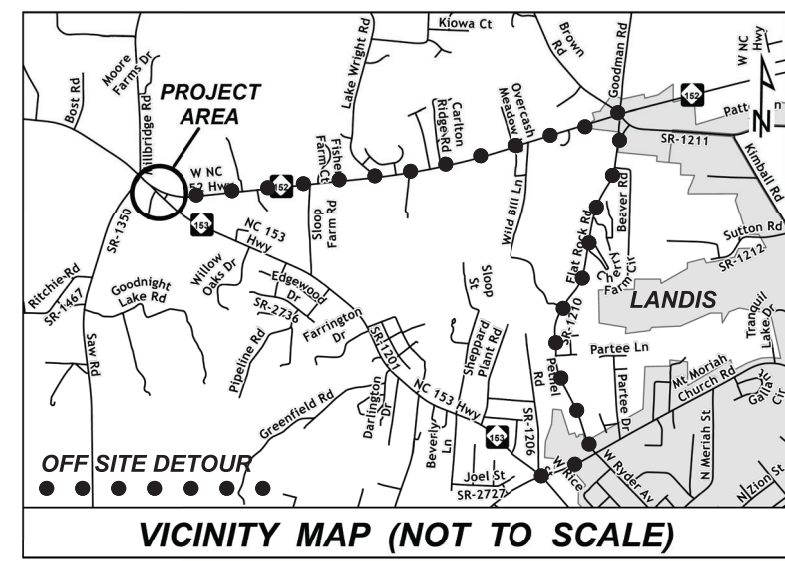 Kiowa Ct
Brown
Rd
Goodman Rd
W NC
Hwy
Lake Wright Rd
Moore
Farms Dr
Bost Rd
PROJECT
AREA
Millbridge Rd
152
Overcash
Meadow
Carlton
Ridge Rd
Fisher
Farm Ct
N
SR-1211
Kimball Rd
W NC
52 Hwy
152
Beaver Rd
Wild Bill Ln
Sloop
Farm Rd
SR-1350
153
NC 153
Hwy
Flat Rock Rd
Sutton Rd
SR-1212
Cherry
Farm Cir
Willow
Oaks Dr
Edgewood
Dr
SR-2736
Sloop
St
Ritchie Rd
SR-1467
Goodnight
Lake Rd
LANDIS
Tranquil
Lake Dr
SR-1210
Farrington
Dr
SR-1201
Sheppard
Plant Rd
Saw Rd
Pipeline Rd
Partee Ln
Pethel
Rd
Partee Dr
Mt Moriah
Church Rd
Cir
NC 153 Hwy
Darlington
Dr
Greenfield Rd
SR-1206
N Meriah St
Beverly
Ln
153
W Ryder Av
W Rice
N Zion St
Joel St
SR-2727
OFF SITE DETOUR
VICINITY MAP (NOT TO SCALE)